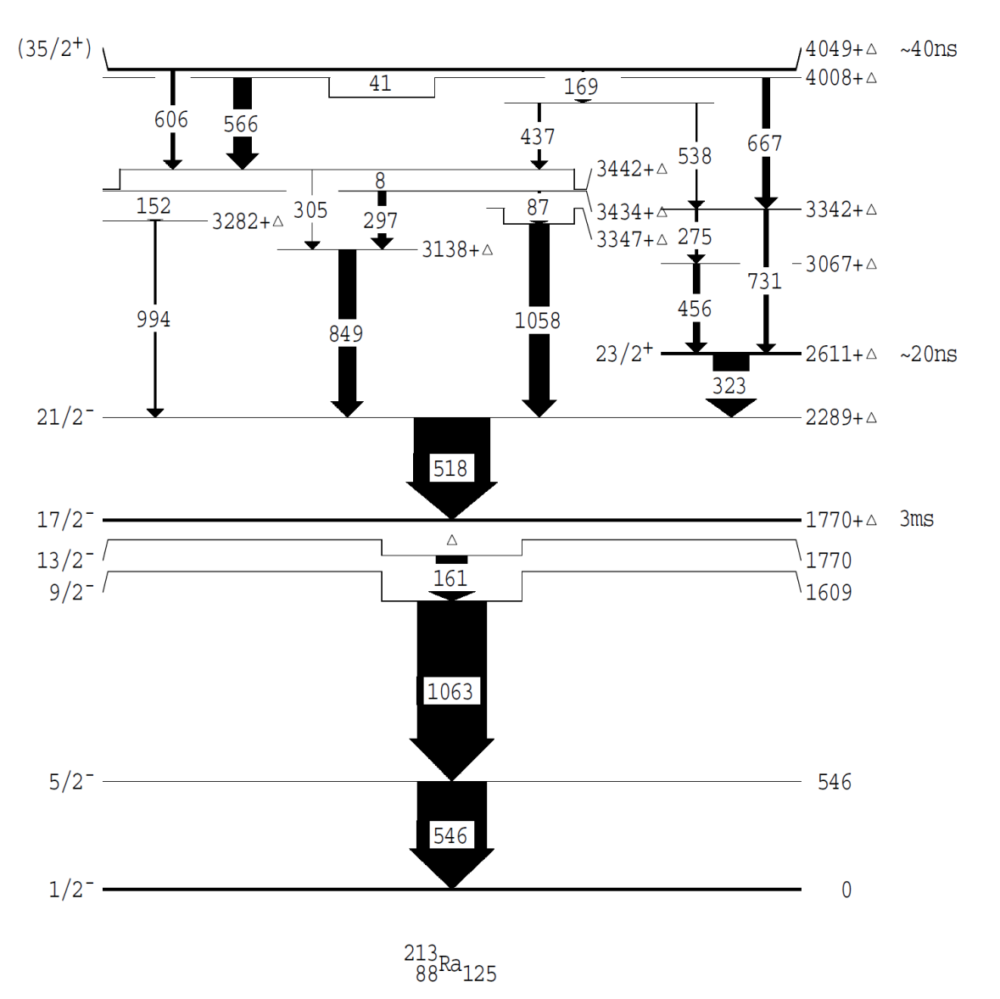 (35/2+) 4049+△ ~40ns
4008+△
41
169
606 566 437 538 667
3442+△
8
152 3282+△ 305 297 87 3434+△ 3342+△
3347+△ 275
3138+△ 3067+△
731
994 849 1058 456
23/2+ 2611+△ ~20ns
323
21/2- 2289+△
518
17/2- 1770+△ 3ms
△
13/2- 1770
161
9/2- 1609
1063
5/2- 546
546
1/2- 0
213
88Ra125